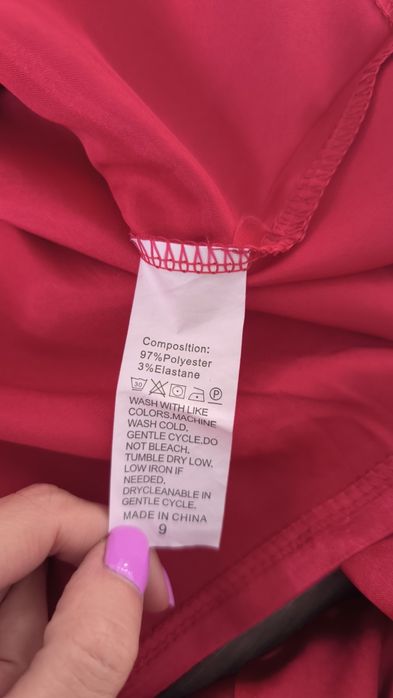 Composition:
97%Polyester
3%Elastane
30 P
WASH WITH LIKE
COLORS.MACHINE
WASH COLD.
GENTLE CYCLE.DO
NOT BLEACH.
TUMBLE DRY LOW.
LOW IRON IF
NEEDED.
DRYCLEANABLE IN
GENTLE CYCLE.
MADE IN CHINA
9